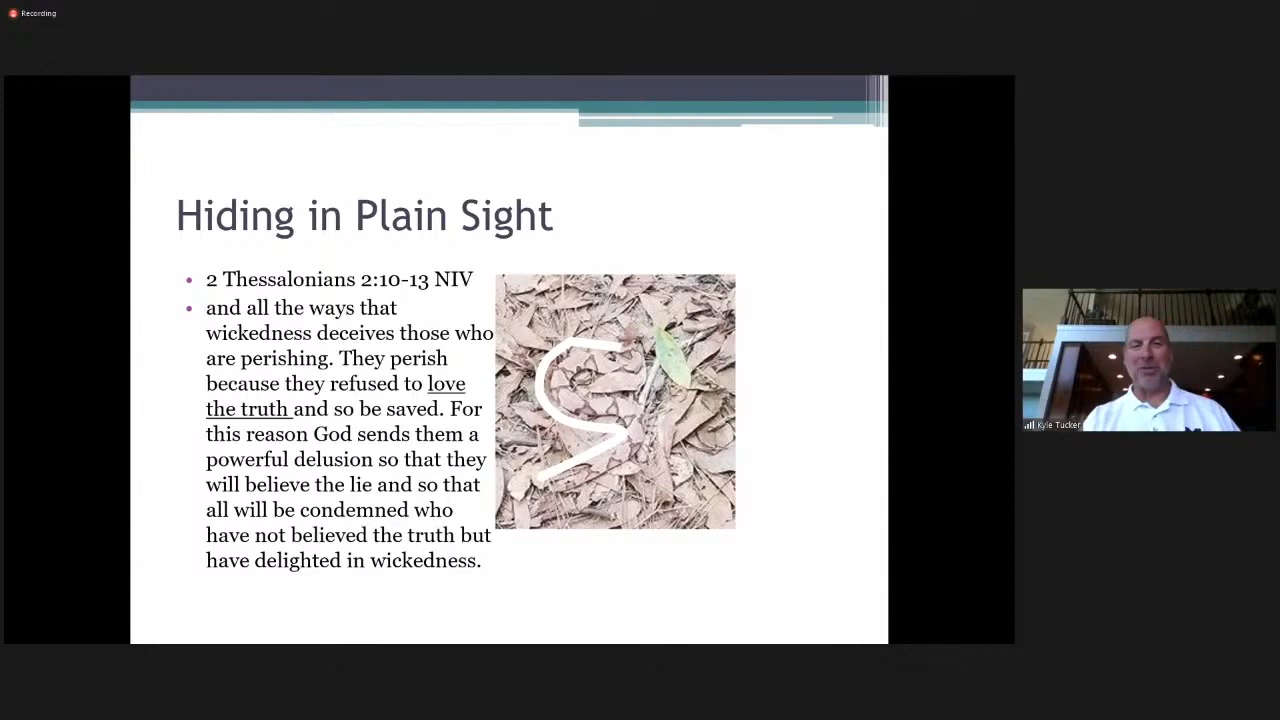 Recording
Hiding in Plain Sight
• 2 Thessalonians 2:10-13 NIV
• and all the ways that
wickedness deceives those who
are perishing. They perish
because they refused to love
the truth and so be saved. For
this reason God sends them a
powerful delusion so that they
will believe the lie and so that
all will be condemned who
have not believed the truth but
have delighted in wickedness.
Kyle Tucker